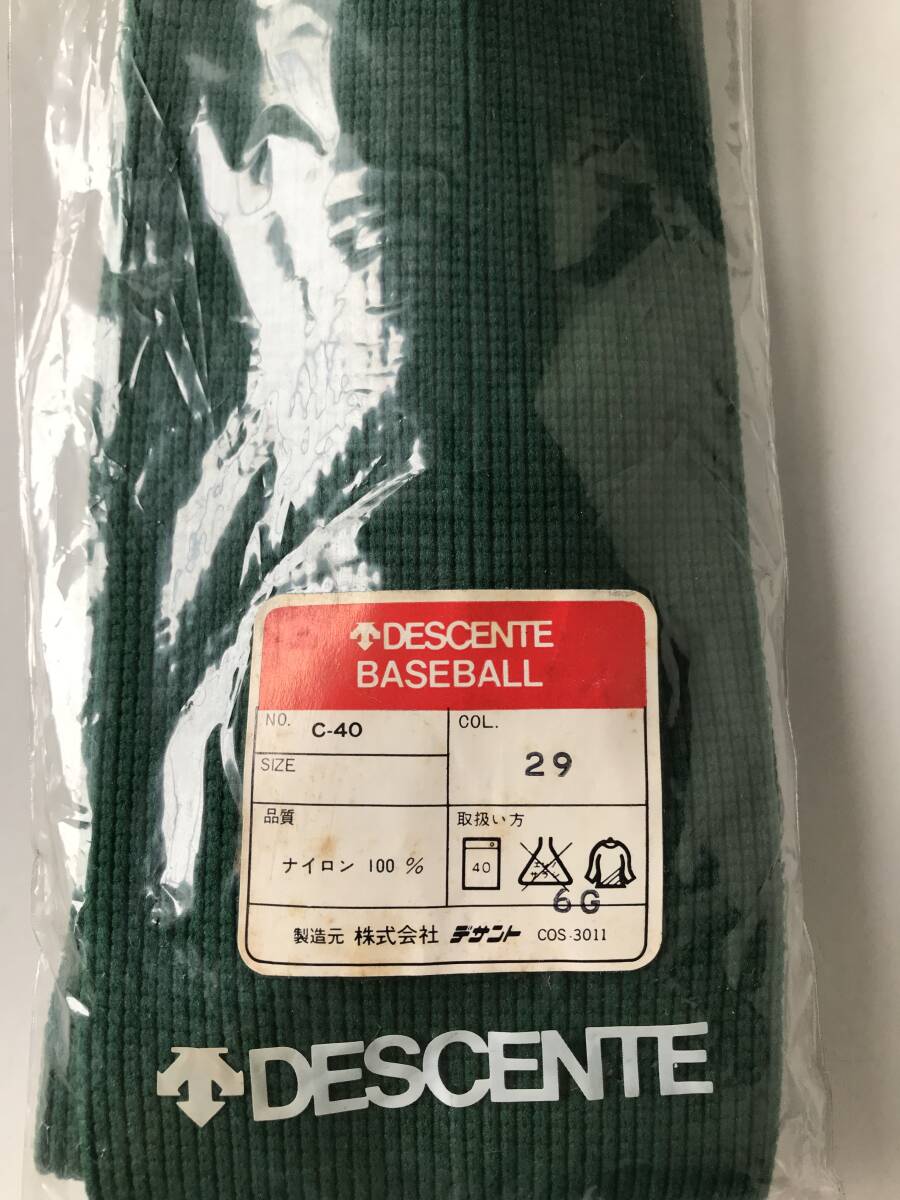 DESCENTE
BASEBALL
NO. C-40
COL. 29
SIZE
品質
ナイロン 100%
取扱い方
40
6G
製造元 株式会社 デサント COS-3011
DESCENTE